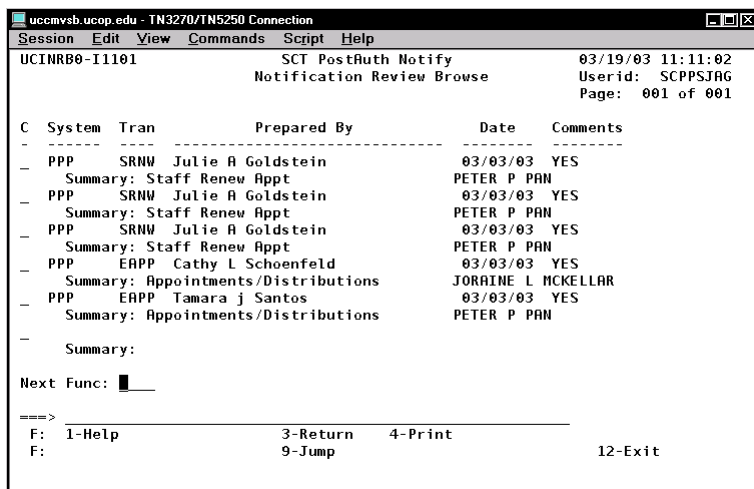 uccmvsb.ucop.edu - TN3270/TN5250 Connection
Session Edit View Commands Script Help
UCINRB0-I1101 SCT PostAuth Notify 03/19/03 11:11:02
Notification Review Browse Userid: SCPPSJAG
Page: 001 of 001
C System Tran Prepared By Date Comments
- ------ ---- ------------------------------ -------- --------
_ PPP SRNW Julie A Goldstein 03/03/03 YES
Summary: Staff Renew Appt PETER P PAN
_ PPP SRNW Julie A Goldstein 03/03/03 YES
Summary: Staff Renew Appt PETER P PAN
_ PPP SRNW Julie A Goldstein 03/03/03 YES
Summary: Staff Renew Appt PETER P PAN
_ PPP EAPP Cathy L Schoenfeld 03/03/03 YES
Summary: Appointments/Distributions JORAINE L MCKELLAR
_ PPP EAPP Tamara j Santos 03/03/03 YES
Summary: Appointments/Distributions PETER P PAN
_
Summary:
Next Func: ____
===>
F: 1-Help 3-Return 4-Print
F: 9-Jump 12-Exit